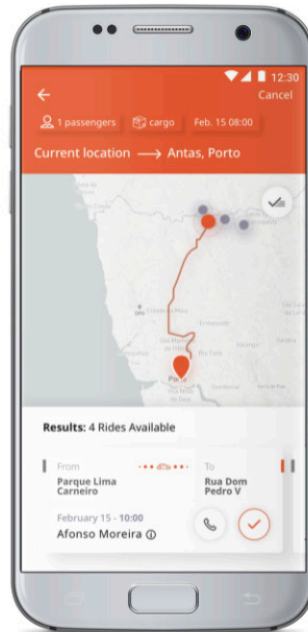 12:30
Cancel
1 passengers cargo Feb. 15 08:00
Current location → Antas, Porto
Porto
Results: 4 Rides Available
From To
Parque Lima Carneiro Rua Dom Pedro V
February 15 - 10:00
Afonso Moreira